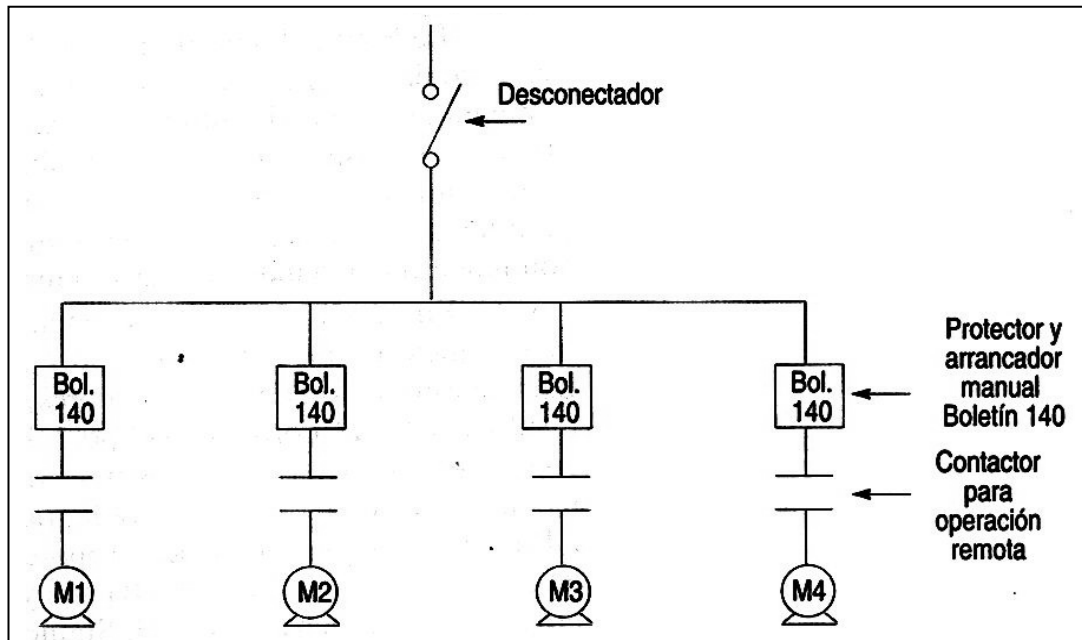 Desconectador
Bol.
140
Bol.
140
Bol.
140
Bol.
140
Protector y
arrancador
manual
Boletín 140
Contactor
para
operación
remota
M1
M2
M3
M4